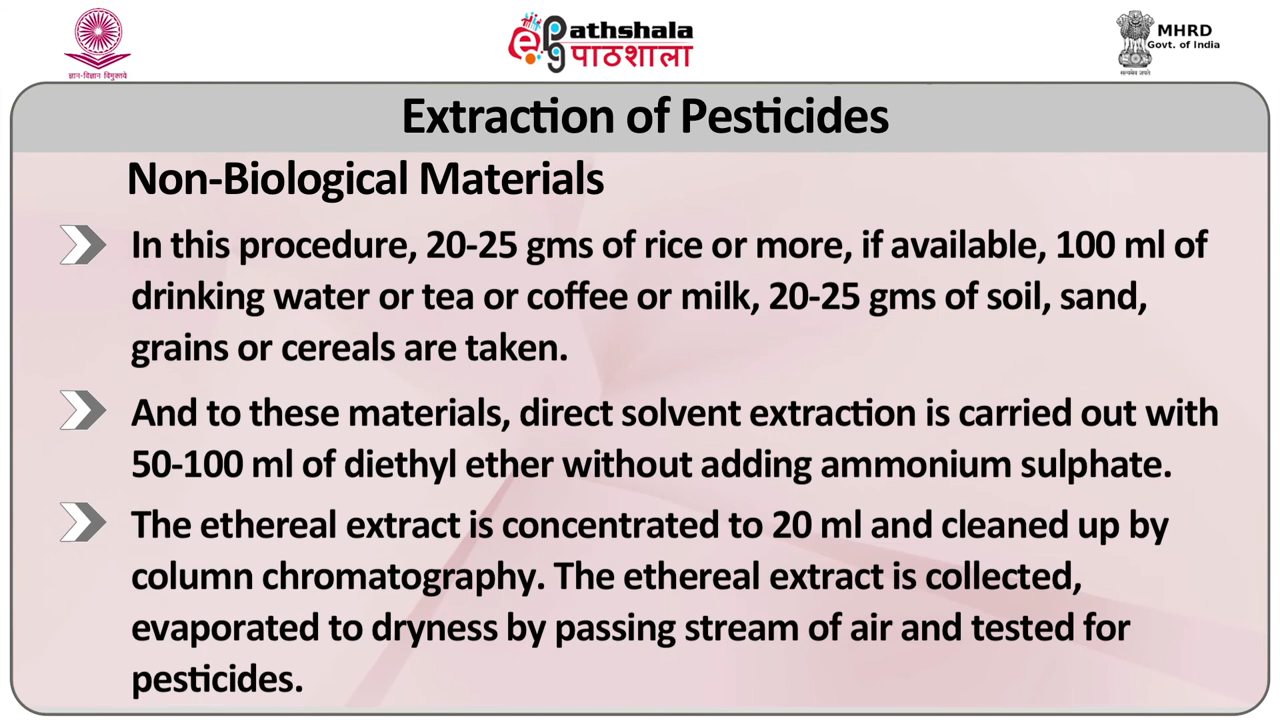 ज्ञान-विज्ञान विमुक्तये
ePathshala
पाठशाला
MHRD
Govt. of India
सत्यमेव जयते
Extraction of Pesticides
Non-Biological Materials
In this procedure, 20-25 gms of rice or more, if available, 100 ml of
drinking water or tea or coffee or milk, 20-25 gms of soil, sand,
grains or cereals are taken.
And to these materials, direct solvent extraction is carried out with
50-100 ml of diethyl ether without adding ammonium sulphate.
The ethereal extract is concentrated to 20 ml and cleaned up by
column chromatography. The ethereal extract is collected,
evaporated to dryness by passing stream of air and tested for
pesticides.